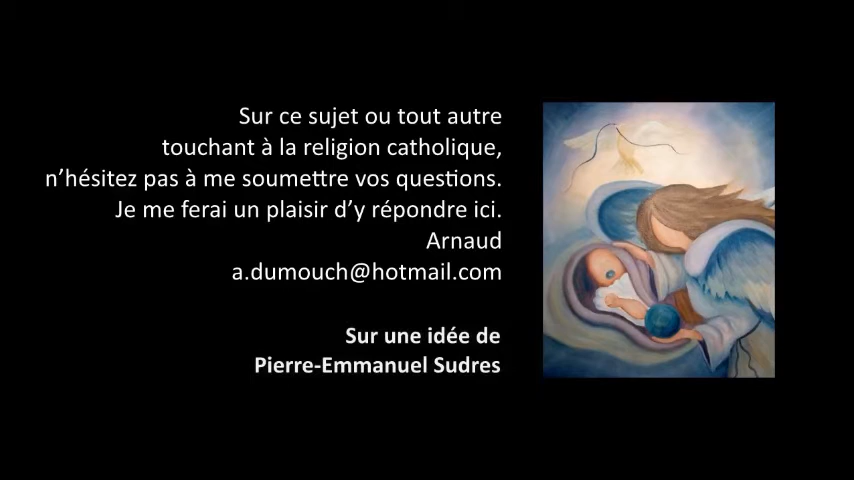 Sur ce sujet ou tout autre
touchant à la religion catholique,
n’hésitez pas à me soumettre vos questions.
Je me ferai un plaisir d’y répondre ici.
Arnaud
a.dumouch@hotmail.com
Sur une idée de
Pierre-Emmanuel Sudres